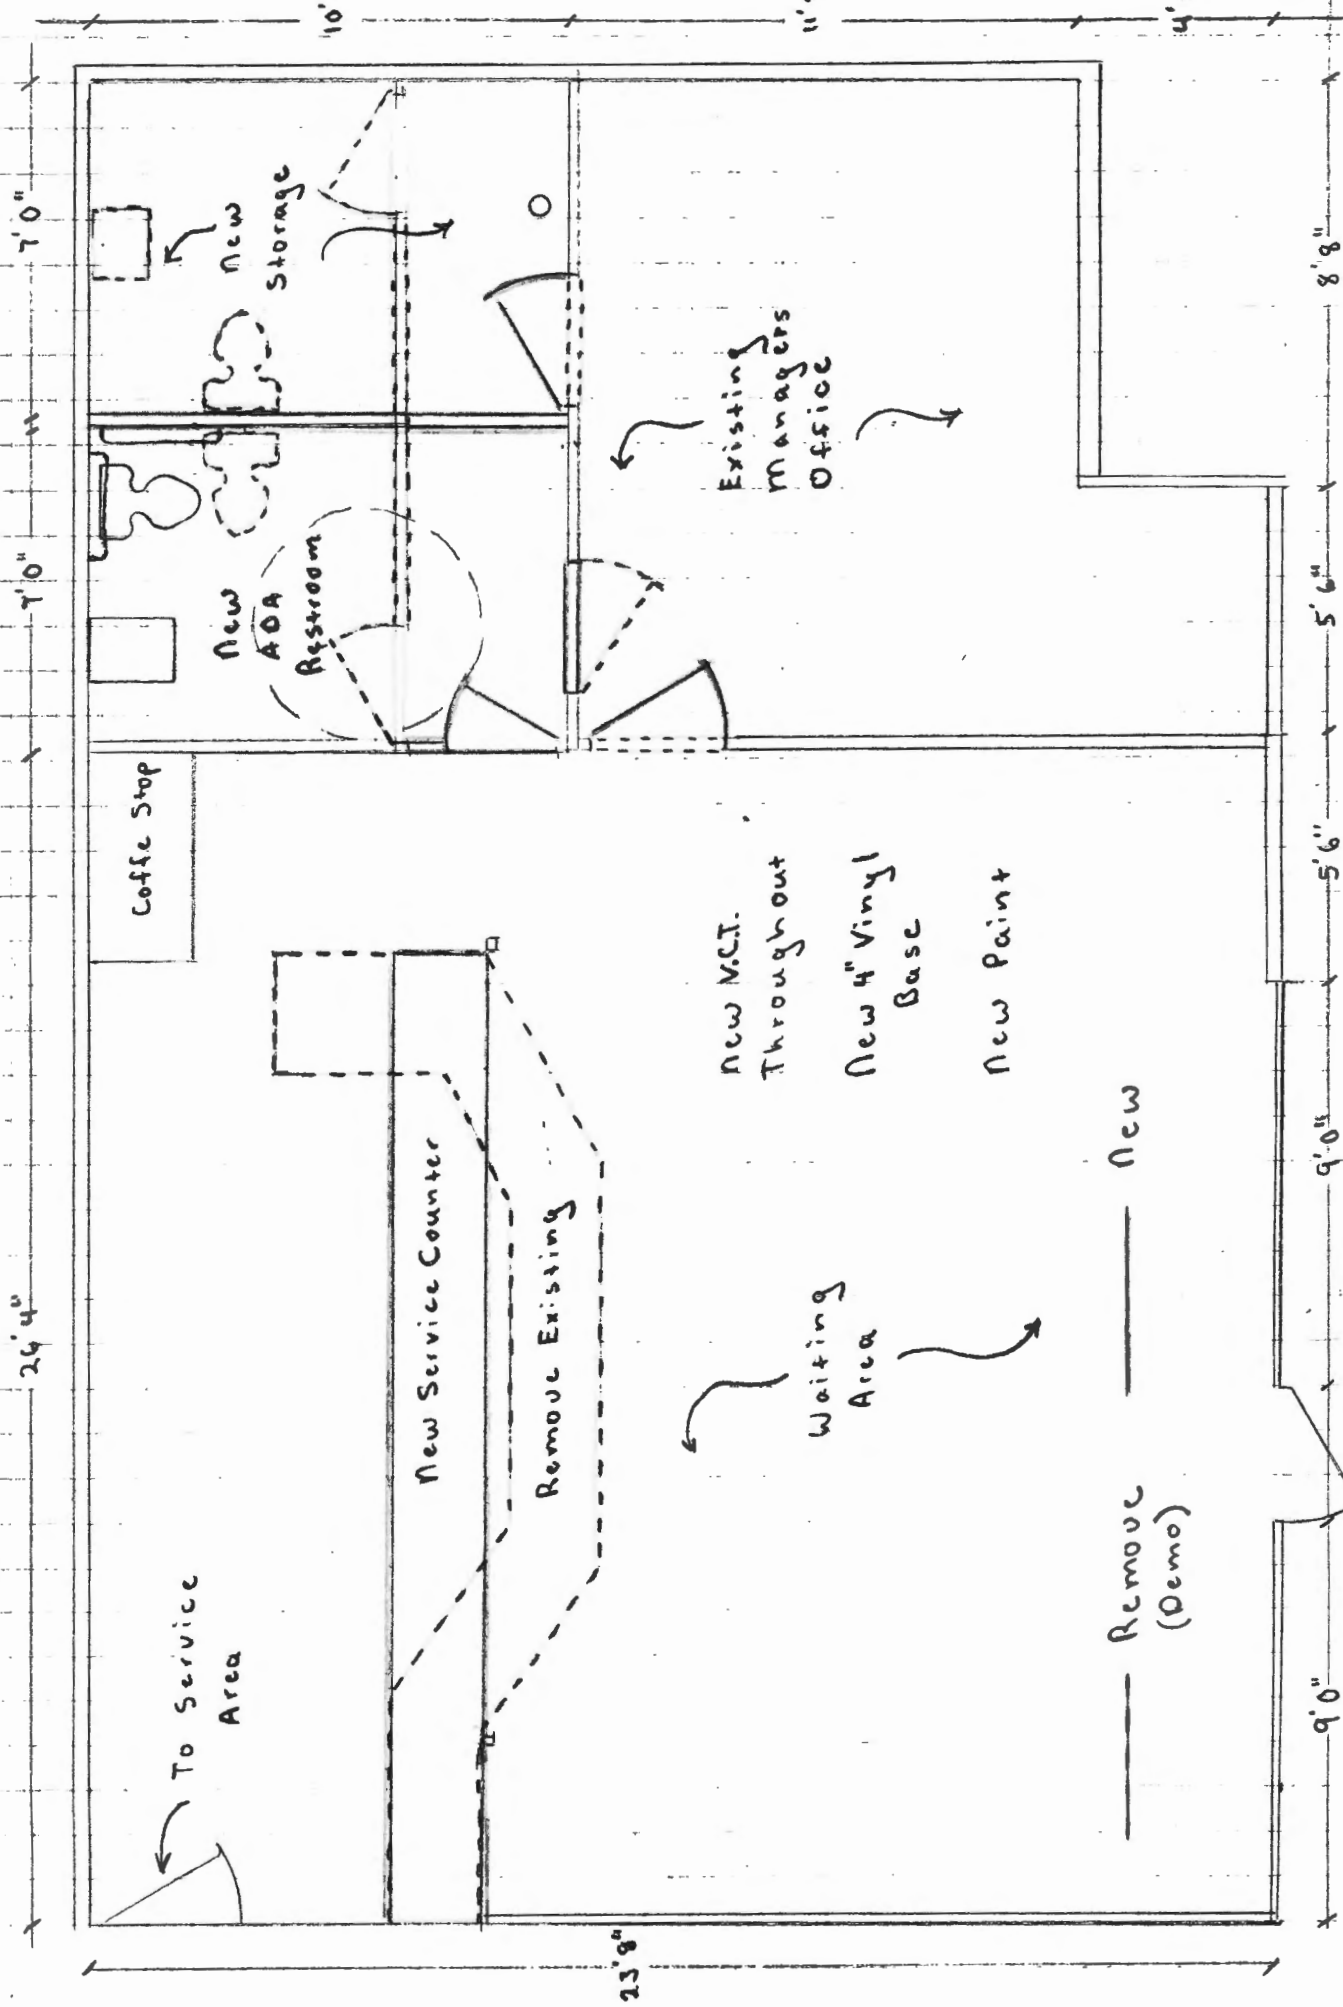 24'4"
7'0"
7'0"
10'
4'
23'8"
To Service
Area
Coffe Stop
New
ADA
Restroom
New
Storage
New Service Counter
Remove Existing
Existing
Managers
Office
New V.C.T.
Throughout
New 4" Vinyl
Base
New Paint
Waiting
Area
Remove
(Demo)
New
9'0"
9'0"
5'6"
5'6"
8'8"